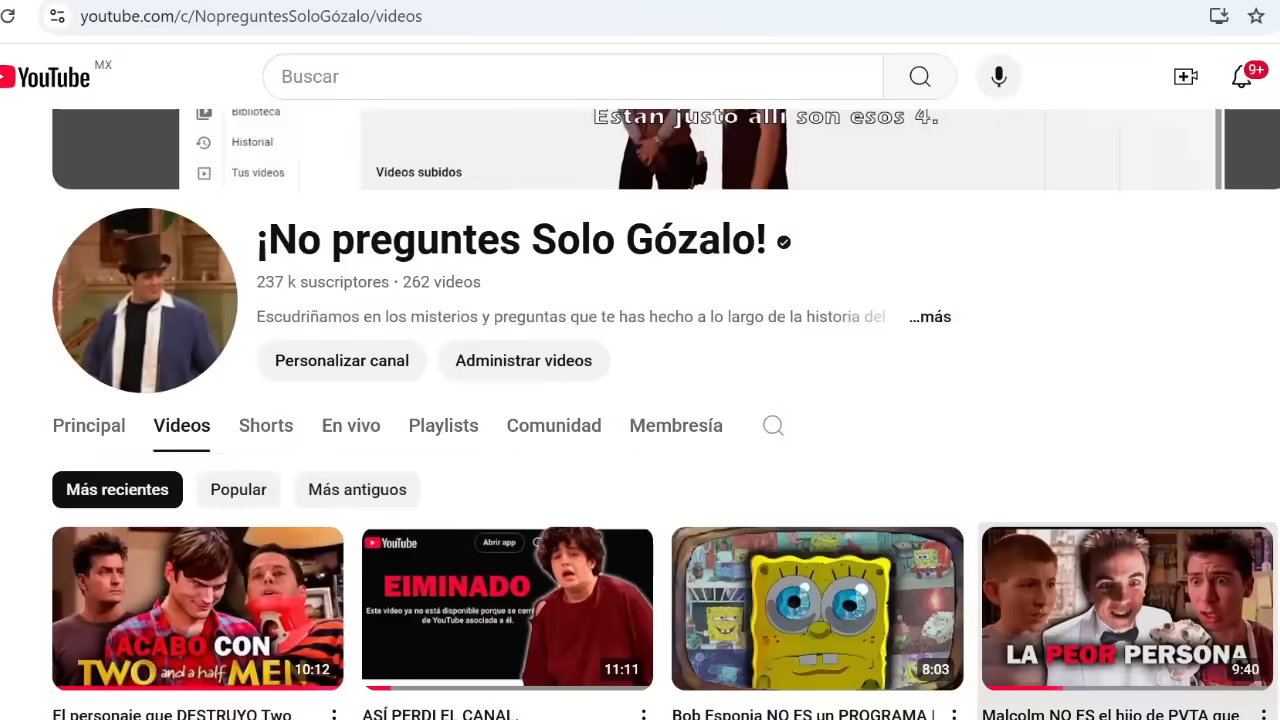 youtube.com/c/NopreguntesSoloGózalo/videos
YouTube MX
Buscar
9+
Estan justo alli son esos 4.
Biblioteca
Historial
Tus videos
Videos subidos
¡No preguntes Solo Gózalo!
237 k suscriptores · 262 videos
Escudriñamos en los misterios y preguntas que te has hecho a lo largo de la historia del ...más
Personalizar canal
Administrar videos
Principal
Videos
Shorts
En vivo
Playlists
Comunidad
Membresía
Más recientes
Popular
Más antiguos
ACABO CON
TWO and a half MEN
10:12
YouTube
Abrir app
EIMINADO
Este video ya no está disponible porque se cerr
de YouTube asociada a él.
11:11
8:03
LA PEOR PERSONA
9:40
El personaje que DESTRUYO Two
ASÍ PERDI EL CANAL.
Bob Esponja NO ES un PROGRAMA |
Malcolm NO ES el hijo de PVTA que